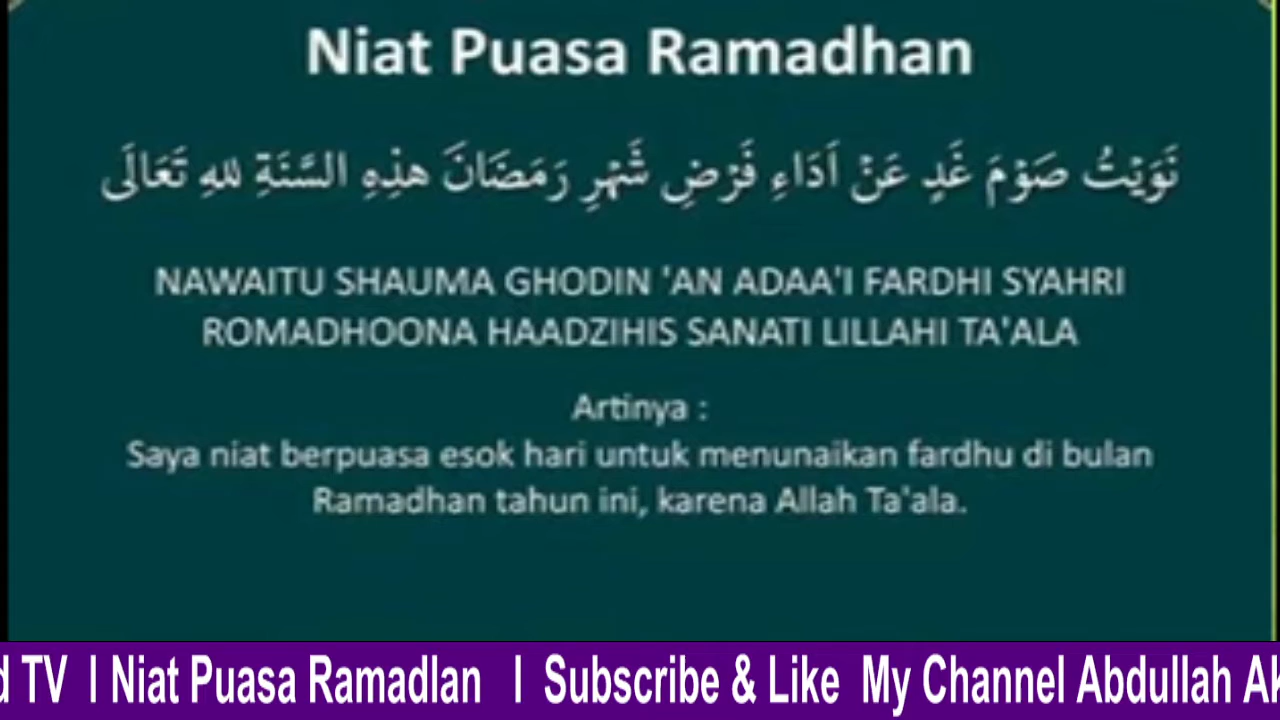 Niat Puasa Ramadhan
نَوَيْتُ صَوْمَ غَدٍ عَنْ اَدَاءِ فَرْضِ شَهْرِ رَمَضَانَ هذِهِ السَّنَةِ للهِ تَعَالَى
NAWAITU SHAUMA GHODIN 'AN ADAA'I FARDHI SYAHRI
ROMADHOONA HAADZIHIS SANATI LILLAHI TA'ALA
Artinya :
Saya niat berpuasa esok hari untuk menunaikan fardhu di bulan
Ramadhan tahun ini, karena Allah Ta'ala.
TV I Niat Puasa Ramadlan I Subscribe & Like My Channel Abdullah